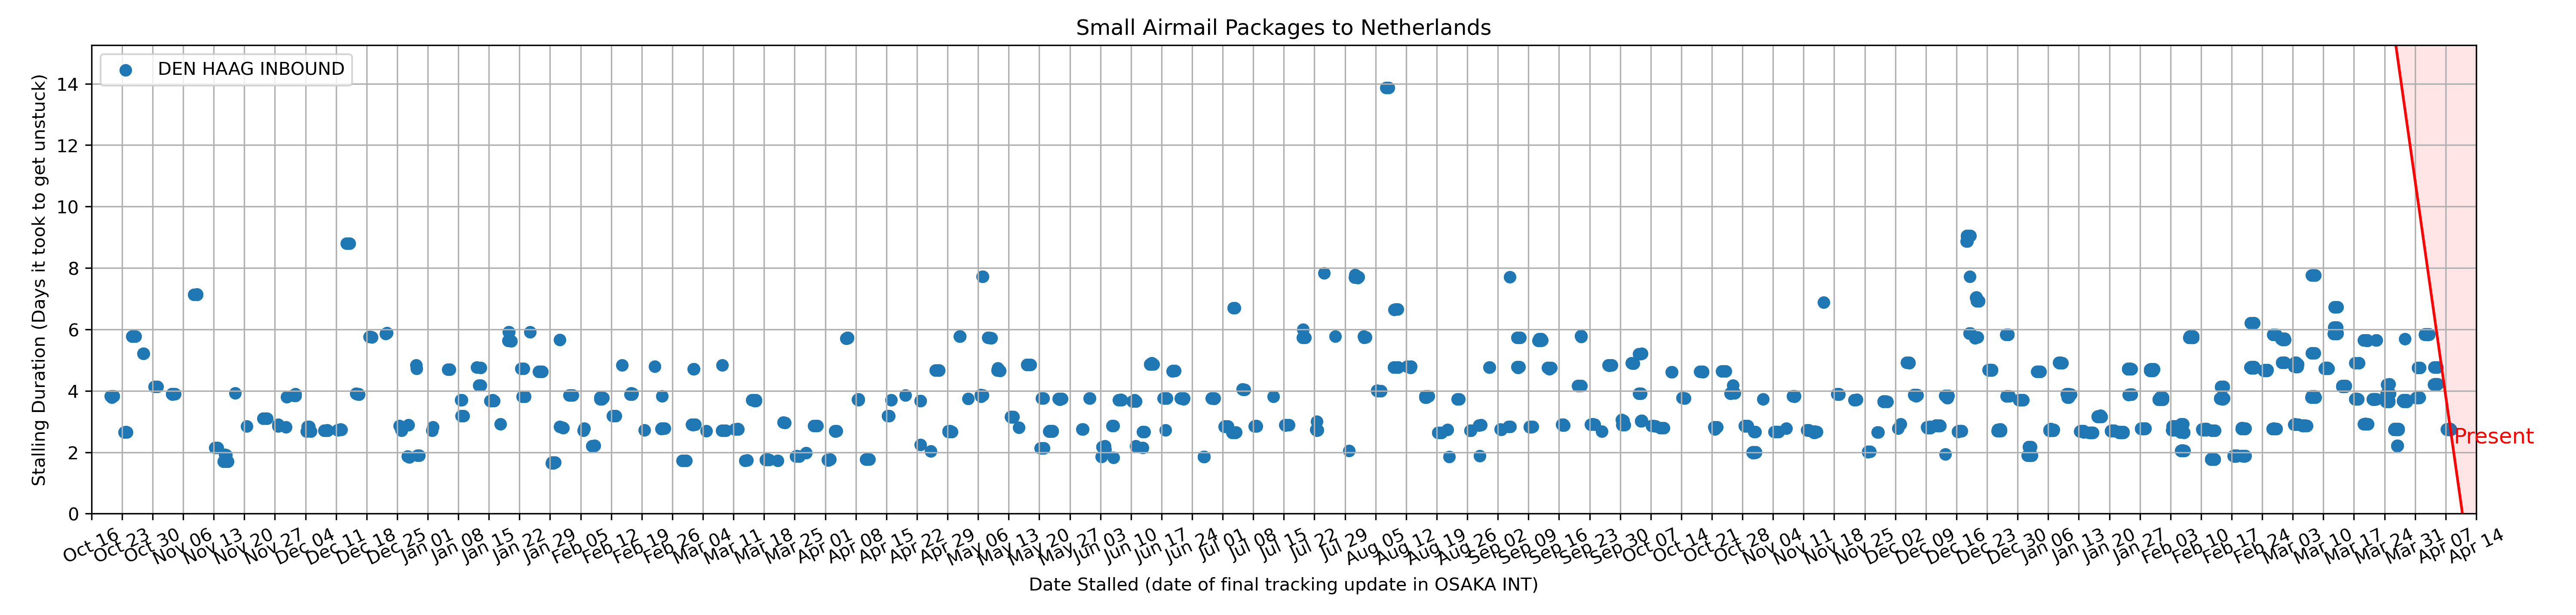 Small Airmail Packages to Netherlands
DEN HAAG INBOUND
Stalling Duration (Days it took to get unstuck)
14
12
10
8
6
4
2
0
Present
Oct 16
Oct 23
Oct 30
Nov 06
Nov 13
Nov 20
Nov 27
Dec 04
Dec 11
Dec 18
Dec 25
Jan 01
Jan 08
Jan 15
Jan 22
Jan 29
Feb 05
Feb 12
Feb 19
Feb 26
Mar 04
Mar 11
Mar 18
Mar 25
Apr 01
Apr 08
Apr 15
Apr 22
Apr 29
May 06
May 13
May 20
May 27
Jun 03
Jun 10
Jun 17
Jun 24
Jul 01
Jul 08
Jul 15
Jul 22
Jul 29
Aug 05
Aug 12
Aug 19
Aug 26
Sep 02
Sep 09
Sep 16
Sep 23
Sep 30
Oct 07
Oct 14
Oct 21
Oct 28
Nov 04
Nov 11
Nov 18
Nov 25
Dec 02
Dec 09
Dec 16
Dec 23
Dec 30
Jan 06
Jan 13
Jan 20
Jan 27
Feb 03
Feb 10
Feb 17
Feb 24
Mar 03
Mar 10
Mar 17
Mar 24
Mar 31
Apr 07
Apr 14
Date Stalled (date of final tracking update in OSAKA INT)